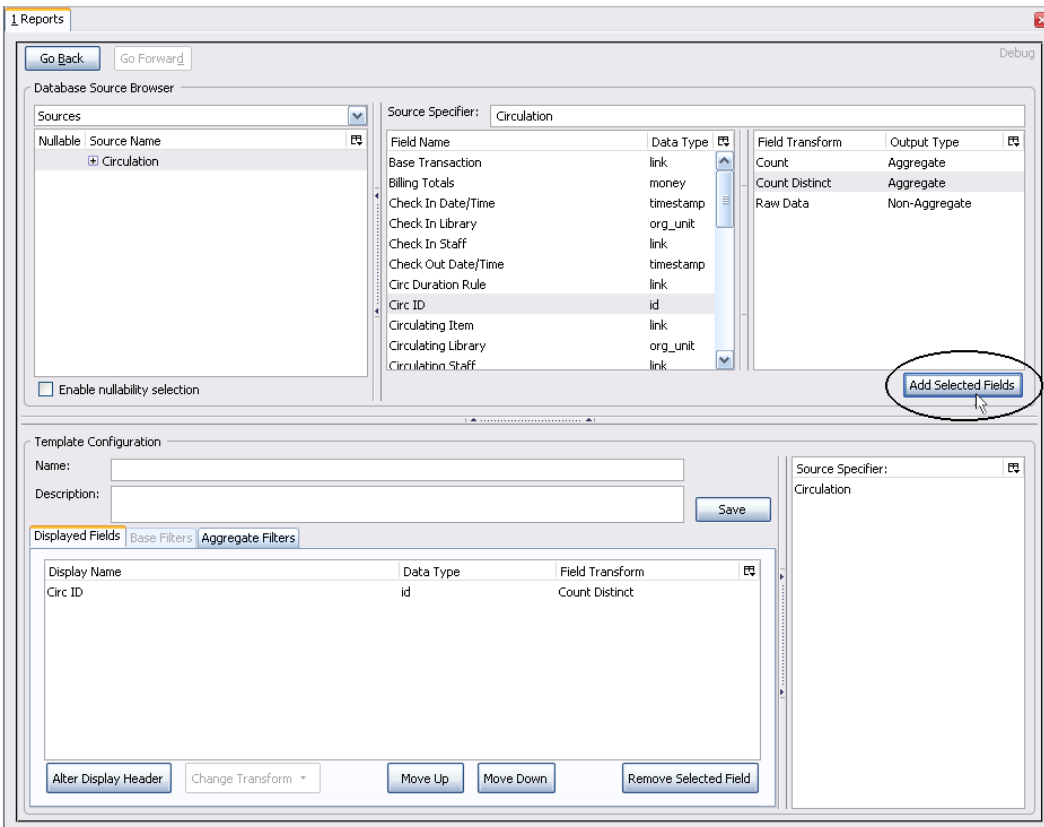 1 Reports
Go Back
Go Forward
Debug
Database Source Browser
Sources
Nullable Source Name
Circulation
Enable nullability selection
Source Specifier: Circulation
Field Name Data Type
Base Transaction link
Billing Totals money
Check In Date/Time timestamp
Check In Library org_unit
Check In Staff link
Check Out Date/Time timestamp
Circ Duration Rule link
Circ ID id
Circulating Item link
Circulating Library org_unit
Circulating Staff link
Field Transform Output Type
Count Aggregate
Count Distinct Aggregate
Raw Data Non-Aggregate
Add Selected Fields
Template Configuration
Name:
Description:
Save
Displayed Fields Base Filters Aggregate Filters
Display Name Data Type Field Transform
Circ ID id Count Distinct
Alter Display Header Change Transform Move Up Move Down Remove Selected Field
Source Specifier:
Circulation